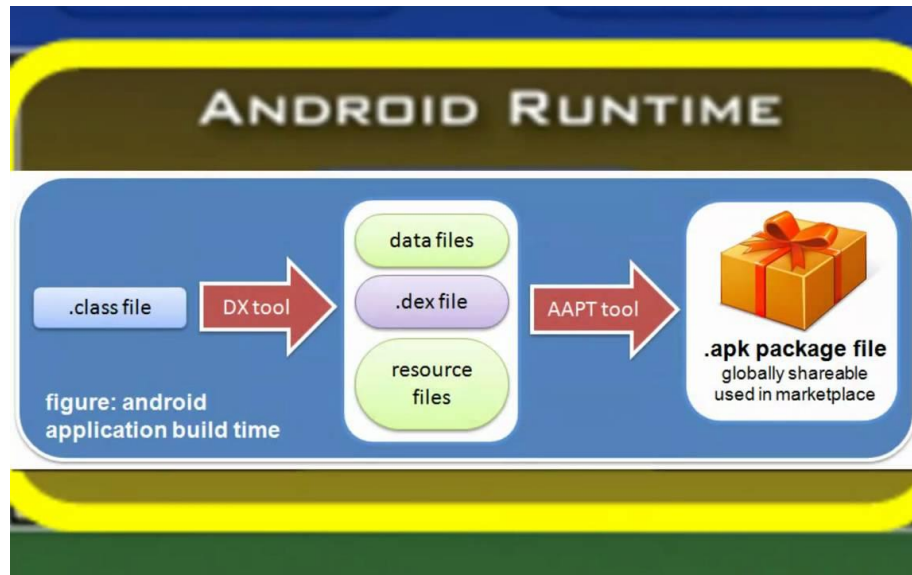 ANDROID RUNTIME
data files
.class file
DX tool
.dex file
AAPT tool
resource
files
.apk package file
globally shareable
used in marketplace
figure: android
application build time